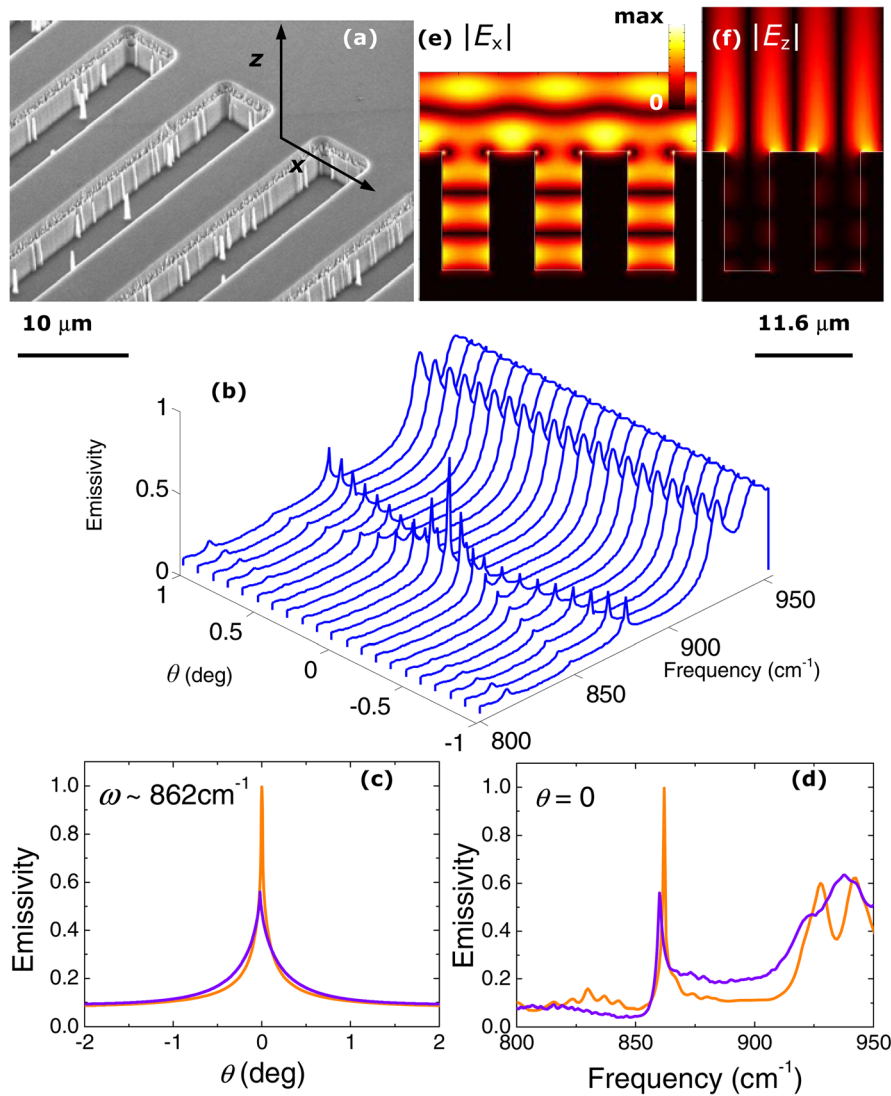 (a)
z
x
(e) |Eₓ|
max
0
(f) |E_z|
10 μm
11.6 μm
(b)
Emissivity
1
0.5
0
1
0.5
0
-0.5
-1
θ (deg)
950
900
850
800
Frequency (cm⁻¹)
(c)
ω ~ 862cm⁻¹
Emissivity
1.0
0.8
0.6
0.4
0.2
0.0
-2 -1 0 1 2
θ (deg)
(d)
θ = 0
Emissivity
1.0
0.8
0.6
0.4
0.2
0.0
800 850 900 950
Frequency (cm⁻¹)